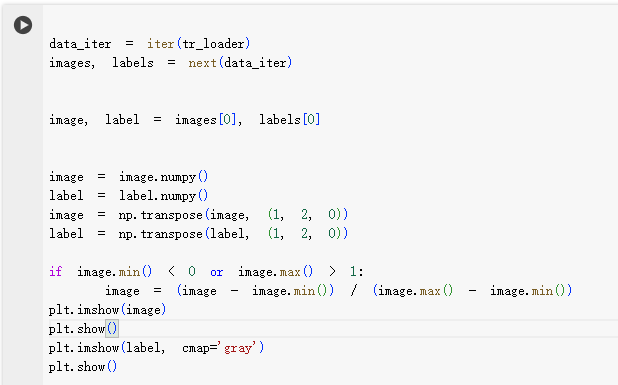 data_iter = iter(tr_loader)
images, labels = next(data_iter)
image, label = images[0], labels[0]
image = image.numpy()
label = label.numpy()
image = np.transpose(image, (1, 2, 0))
label = np.transpose(label, (1, 2, 0))
if image.min() < 0 or image.max() > 1:
image = (image - image.min()) / (image.max() - image.min())
plt.imshow(image)
plt.show()
plt.imshow(label, cmap='gray')
plt.show()